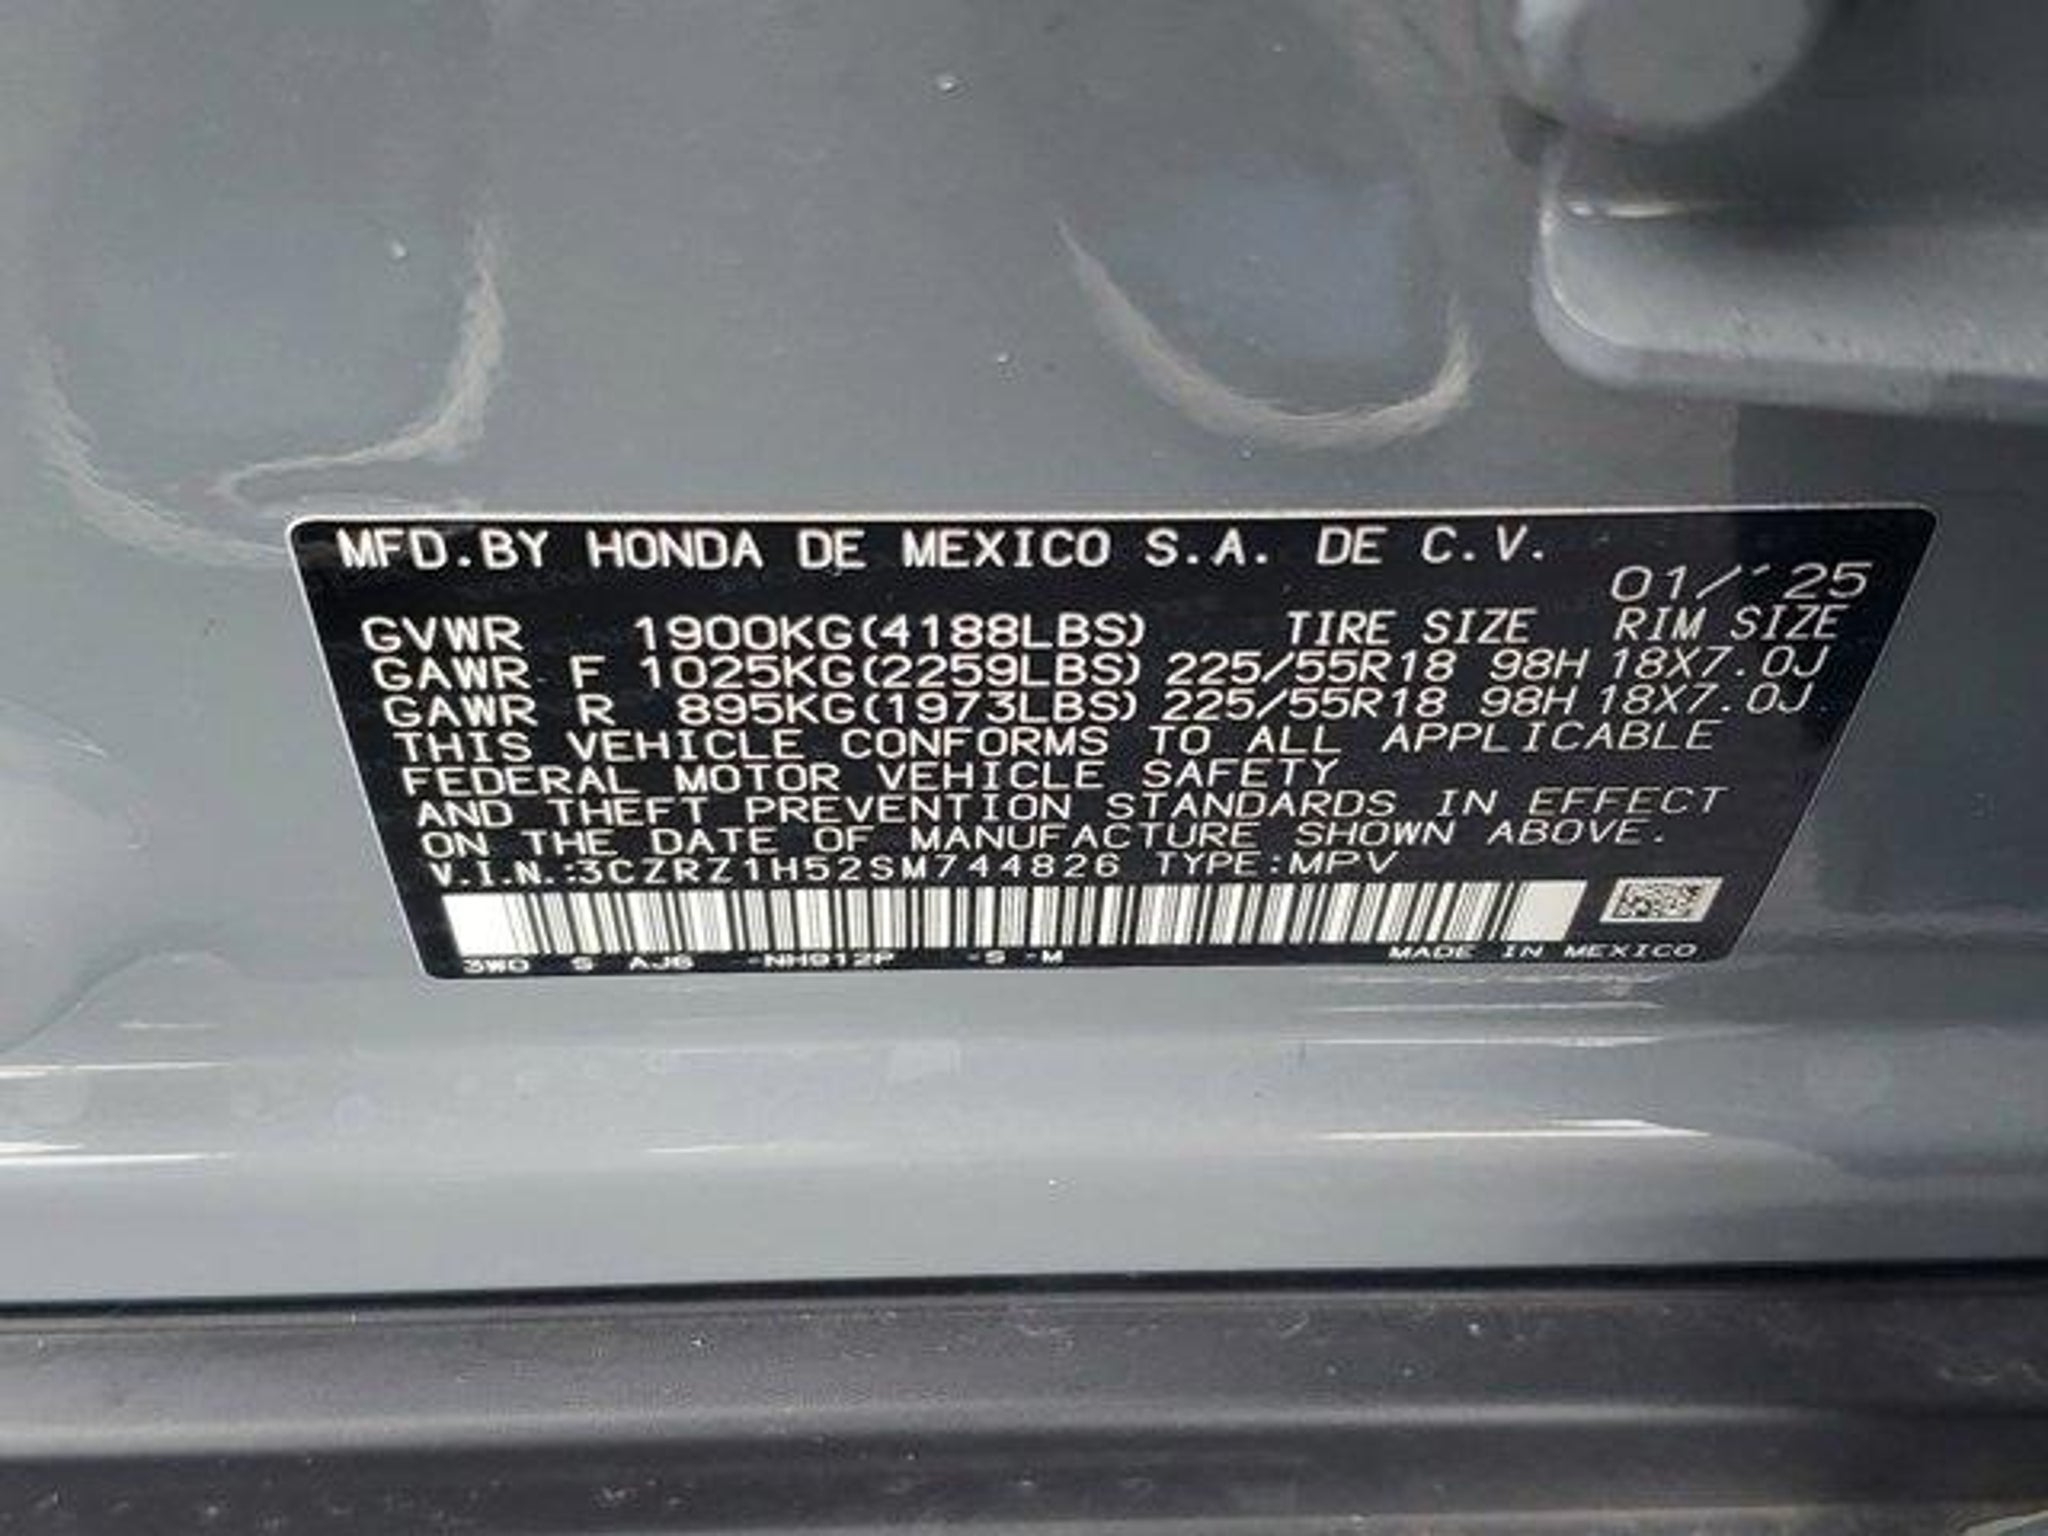 MFD.BY HONDA DE MEXICO S.A. DE C.V.
01/'25
GVWR 1900KG(4188LBS) TIRE SIZE RIM SIZE
GAWR F 1025KG(2259LBS) 225/55R18 98H 18X7.0J
GAWR R 895KG(1973LBS) 225/55R18 98H 18X7.0J
THIS VEHICLE CONFORMS TO ALL APPLICABLE
FEDERAL MOTOR VEHICLE SAFETY
AND THEFT PREVENTION STANDARDS IN EFFECT
ON THE DATE OF MANUFACTURE SHOWN ABOVE.
V.I.N.:3CZRZ1H52SM744826 TYPE:MPV
3W0 S AJ6 -NH912P -S -M MADE IN MEXICO